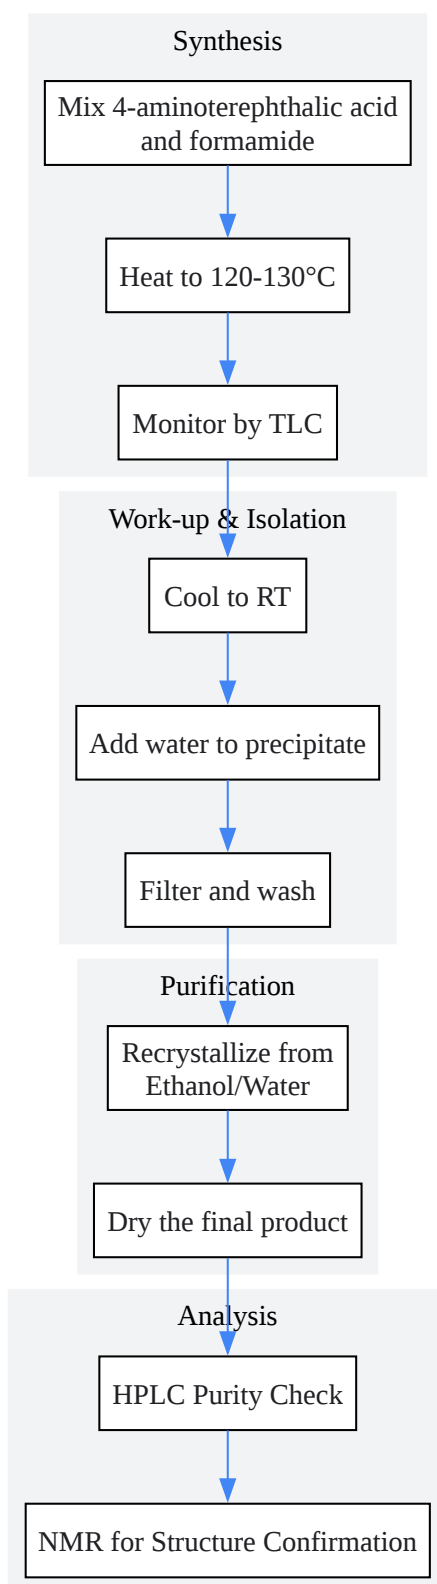 Synthesis
Mix 4-aminoterephthalic acid
and formamide
Heat to 120-130°C
Monitor by TLC
Work-up & Isolation
Cool to RT
Add water to precipitate
Filter and wash
Purification
Recrystallize from
Ethanol/Water
Dry the final product
Analysis
HPLC Purity Check
NMR for Structure Confirmation